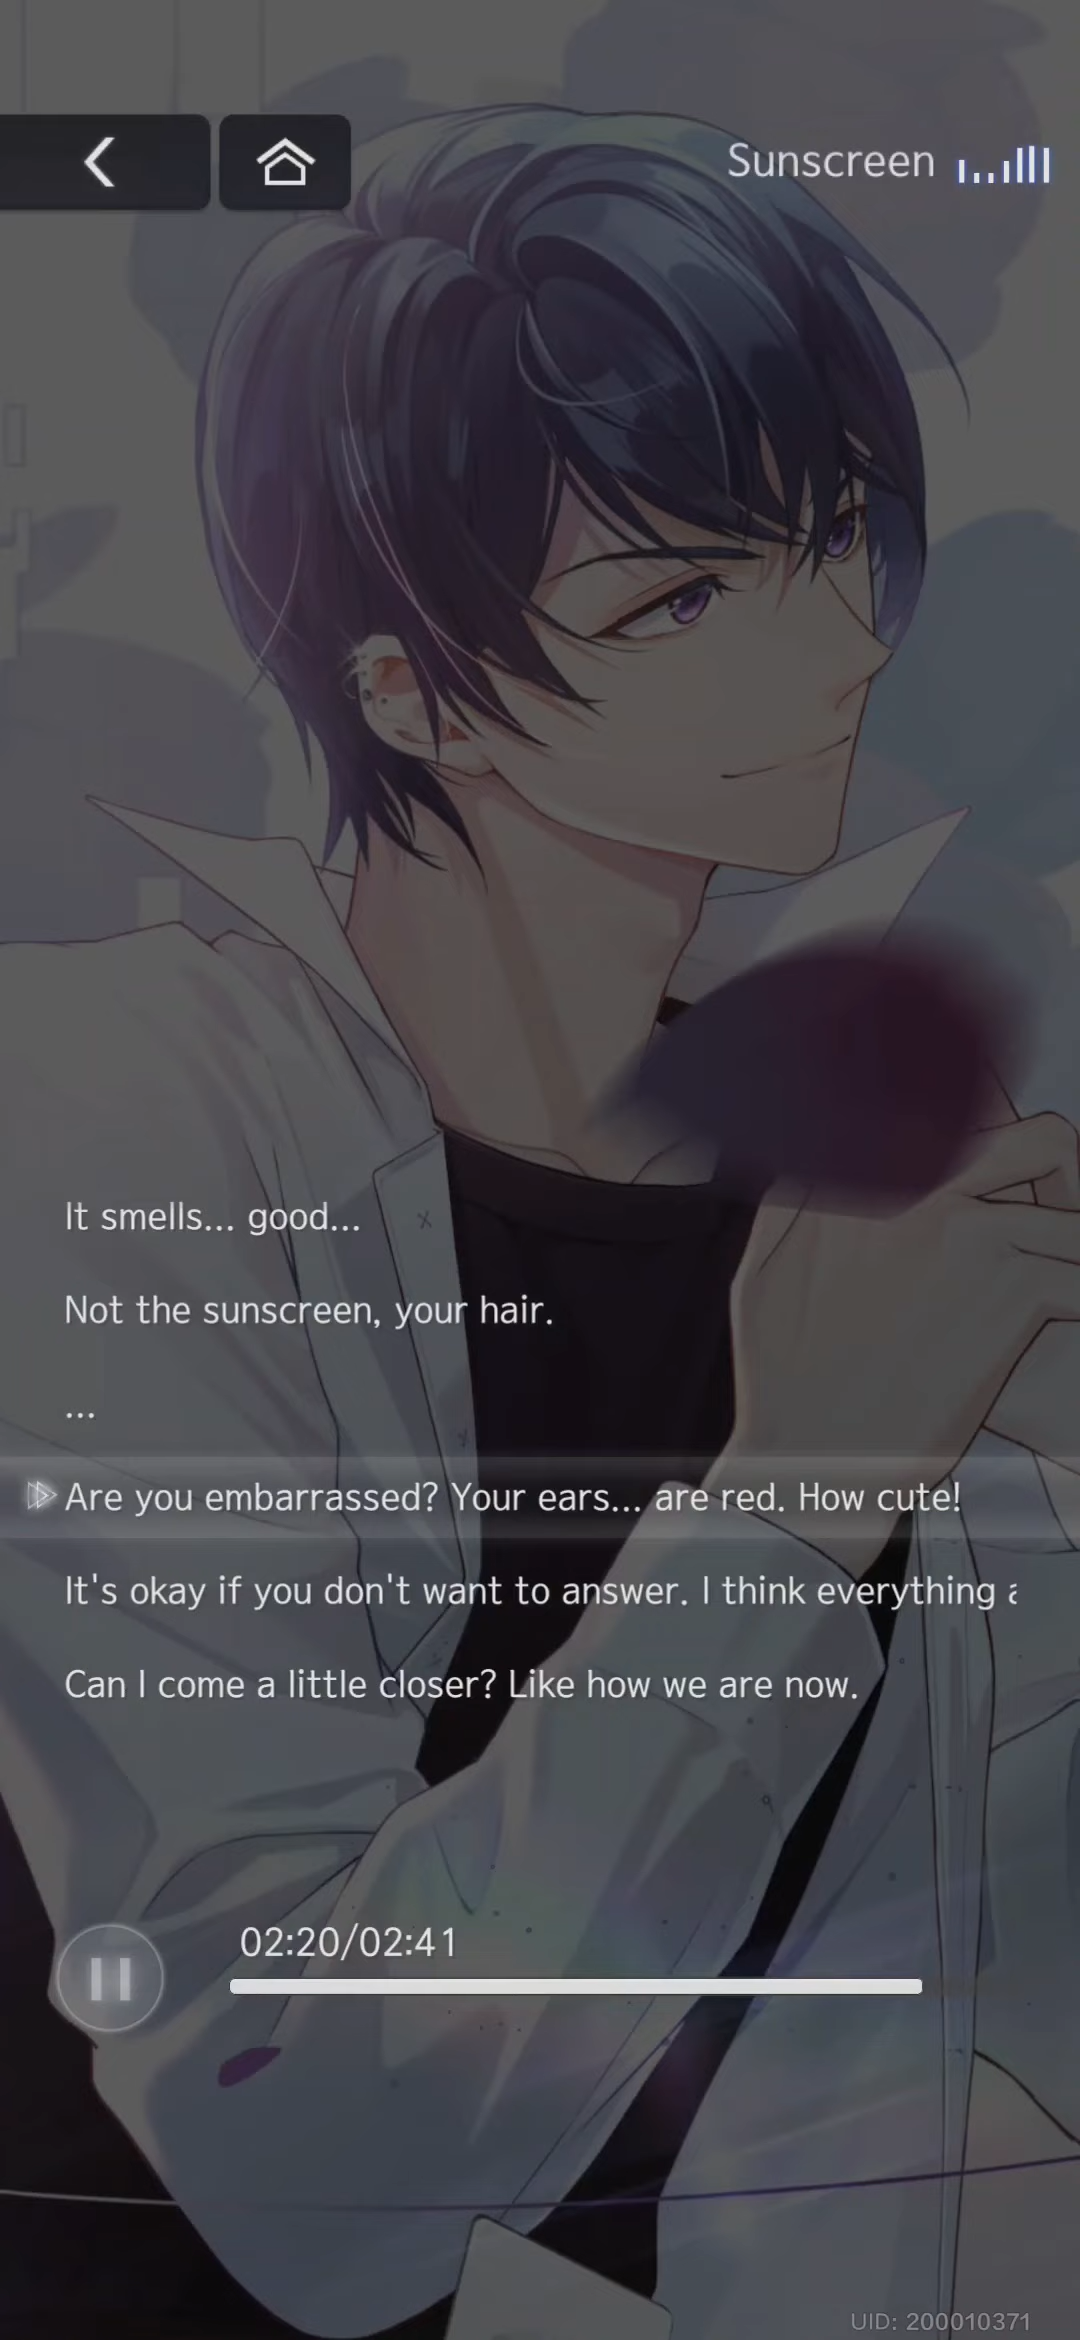 Sunscreen
It smells... good...
Not the sunscreen, your hair.
...
Are you embarrassed? Your ears... are red. How cute!
It's okay if you don't want to answer. I think everything
Can I come a little closer? Like how we are now.
02:20/02:41
UID: 200010371